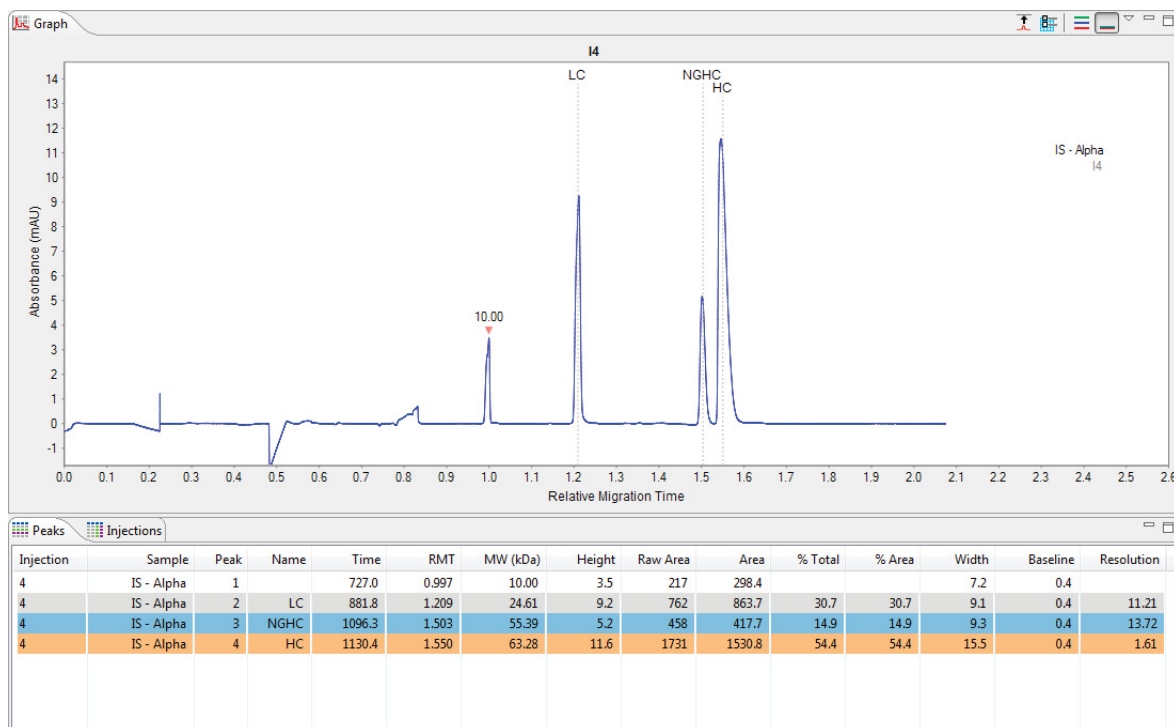 Graph
I4
LC NGHC
HC
14
13
12
11
10
9
8
7
6
5
4
3
2
1
0
-1
Absorbance (mAU)
IS - Alpha
I4
10.00
0.0 0.1 0.2 0.3 0.4 0.5 0.6 0.7 0.8 0.9 1.0 1.1 1.2 1.3 1.4 1.5 1.6 1.7 1.8 1.9 2.0 2.1 2.2 2.3 2.4 2.5 2.6
Relative Migration Time
Peaks Injections
Injection Sample Peak Name Time RMT MW (kDa) Height Raw Area Area % Total % Area Width Baseline Resolution
4 IS - Alpha 1 727.0 0.997 10.00 3.5 217 298.4 7.2 0.4
4 IS - Alpha 2 LC 881.8 1.209 24.61 9.2 762 863.7 30.7 30.7 9.1 0.4 11.21
4 IS - Alpha 3 NGHC 1096.3 1.503 55.39 5.2 458 417.7 14.9 14.9 9.3 0.4 13.72
4 IS - Alpha 4 HC 1130.4 1.550 63.28 11.6 1731 1530.8 54.4 54.4 15.5 0.4 1.61